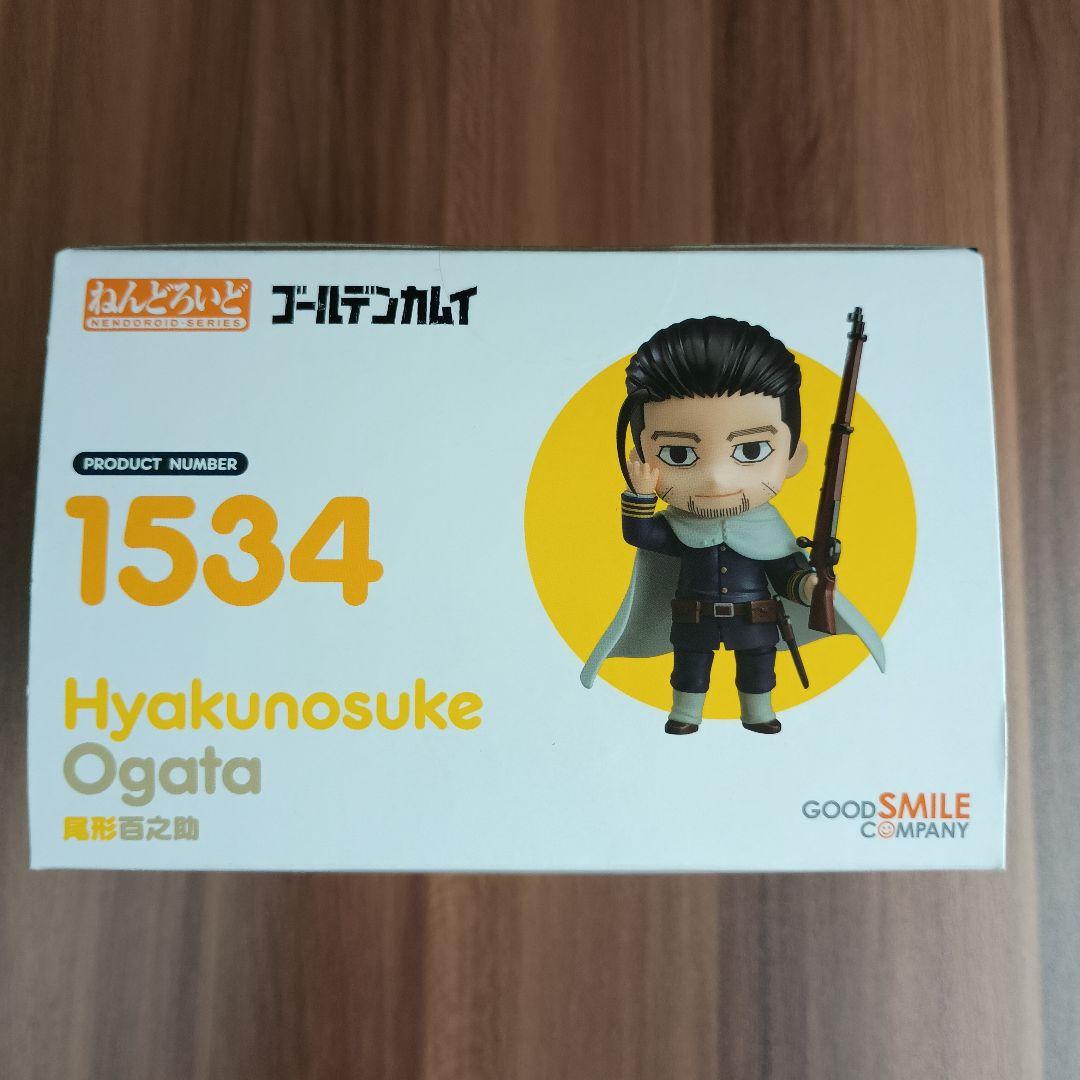 ねんどろいど
NENDOROID·SERIES
ゴールデンカムイ
PRODUCT NUMBER
1534
Hyakunosuke
Ogata
尾形百之助
GOOD SMILE
COMPANY